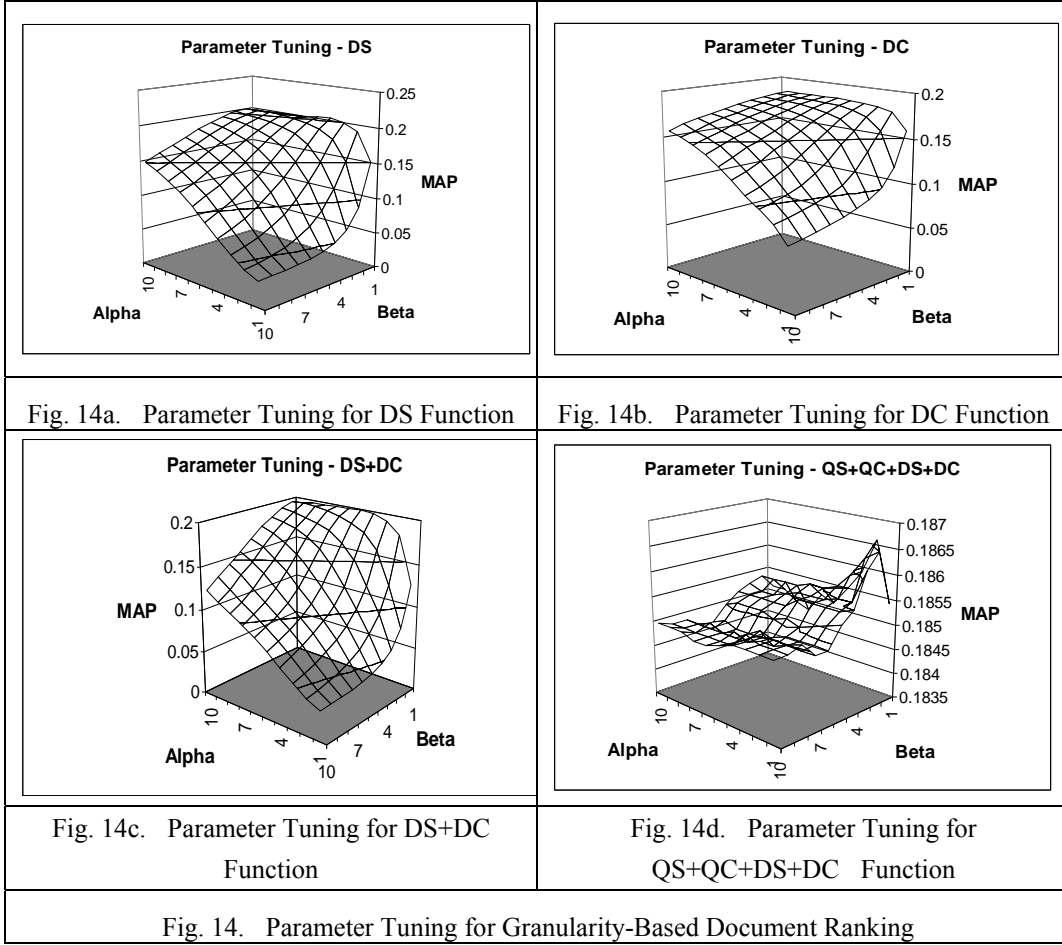 Parameter Tuning - DS
0.25
0.2
0.15
0.1
0.05
0
MAP
10
7
4
1
Alpha
10
7
4
1
Beta
Fig. 14a. Parameter Tuning for DS Function
Parameter Tuning - DC
0.2
0.15
0.1
0.05
0
MAP
10
7
4
1
Alpha
10
7
4
1
Beta
Fig. 14b. Parameter Tuning for DC Function
Parameter Tuning - DS+DC
0.2
0.15
0.1
0.05
0
MAP
10
7
4
1
Alpha
10
7
4
1
Beta
Fig. 14c. Parameter Tuning for DS+DC
Function
Parameter Tuning - QS+QC+DS+DC
0.187
0.1865
0.186
0.1855
0.185
0.1845
0.184
0.1835
MAP
10
7
4
1
Alpha
10
7
4
1
Beta
Fig. 14d. Parameter Tuning for
QS+QC+DS+DC Function
Fig. 14. Parameter Tuning for Granularity-Based Document Ranking